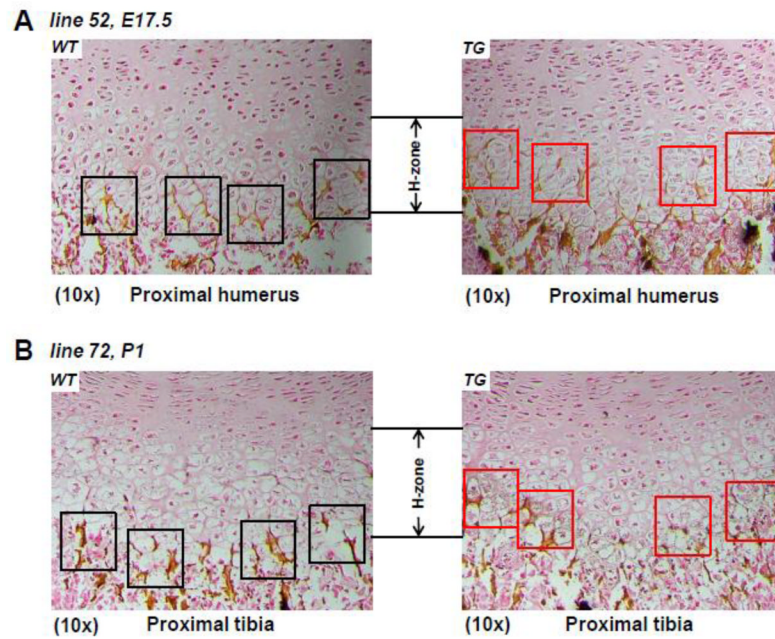 A line 52, E17.5
WT
TG
H-zone
(10x) Proximal humerus
(10x) Proximal humerus
B line 72, P1
WT
TG
H-zone
(10x) Proximal tibia
(10x) Proximal tibia